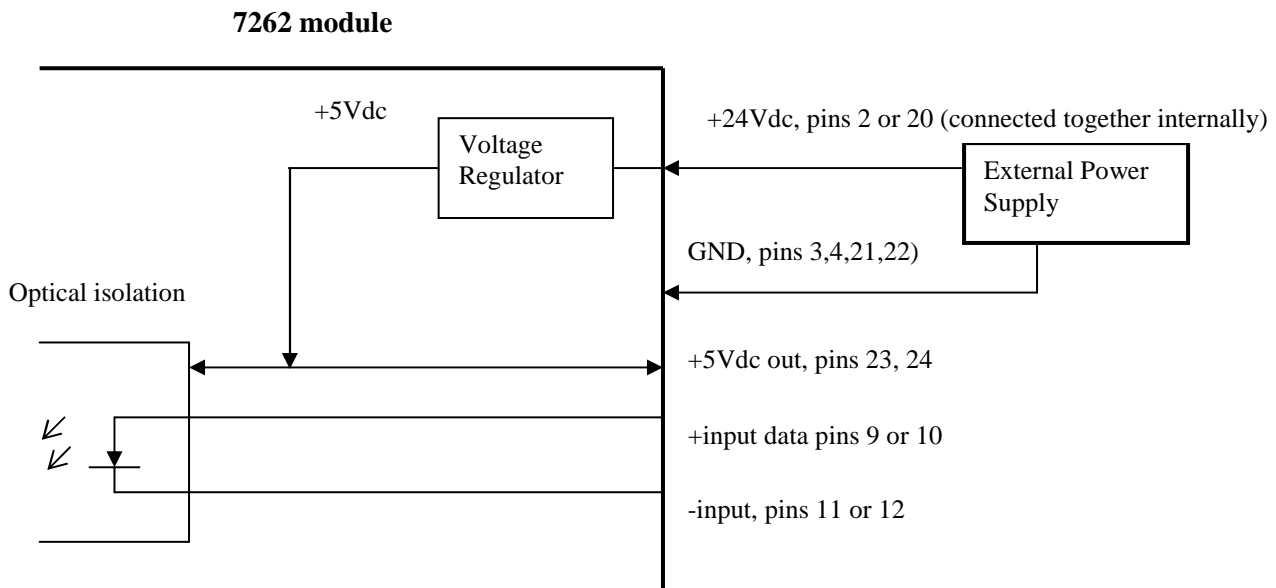 7262 module
+5Vdc
+24Vdc, pins 2 or 20 (connected together internally)
Voltage
Regulator
External Power
Supply
GND, pins 3,4,21,22)
Optical isolation
+5Vdc out, pins 23, 24
+input data pins 9 or 10
-input, pins 11 or 12